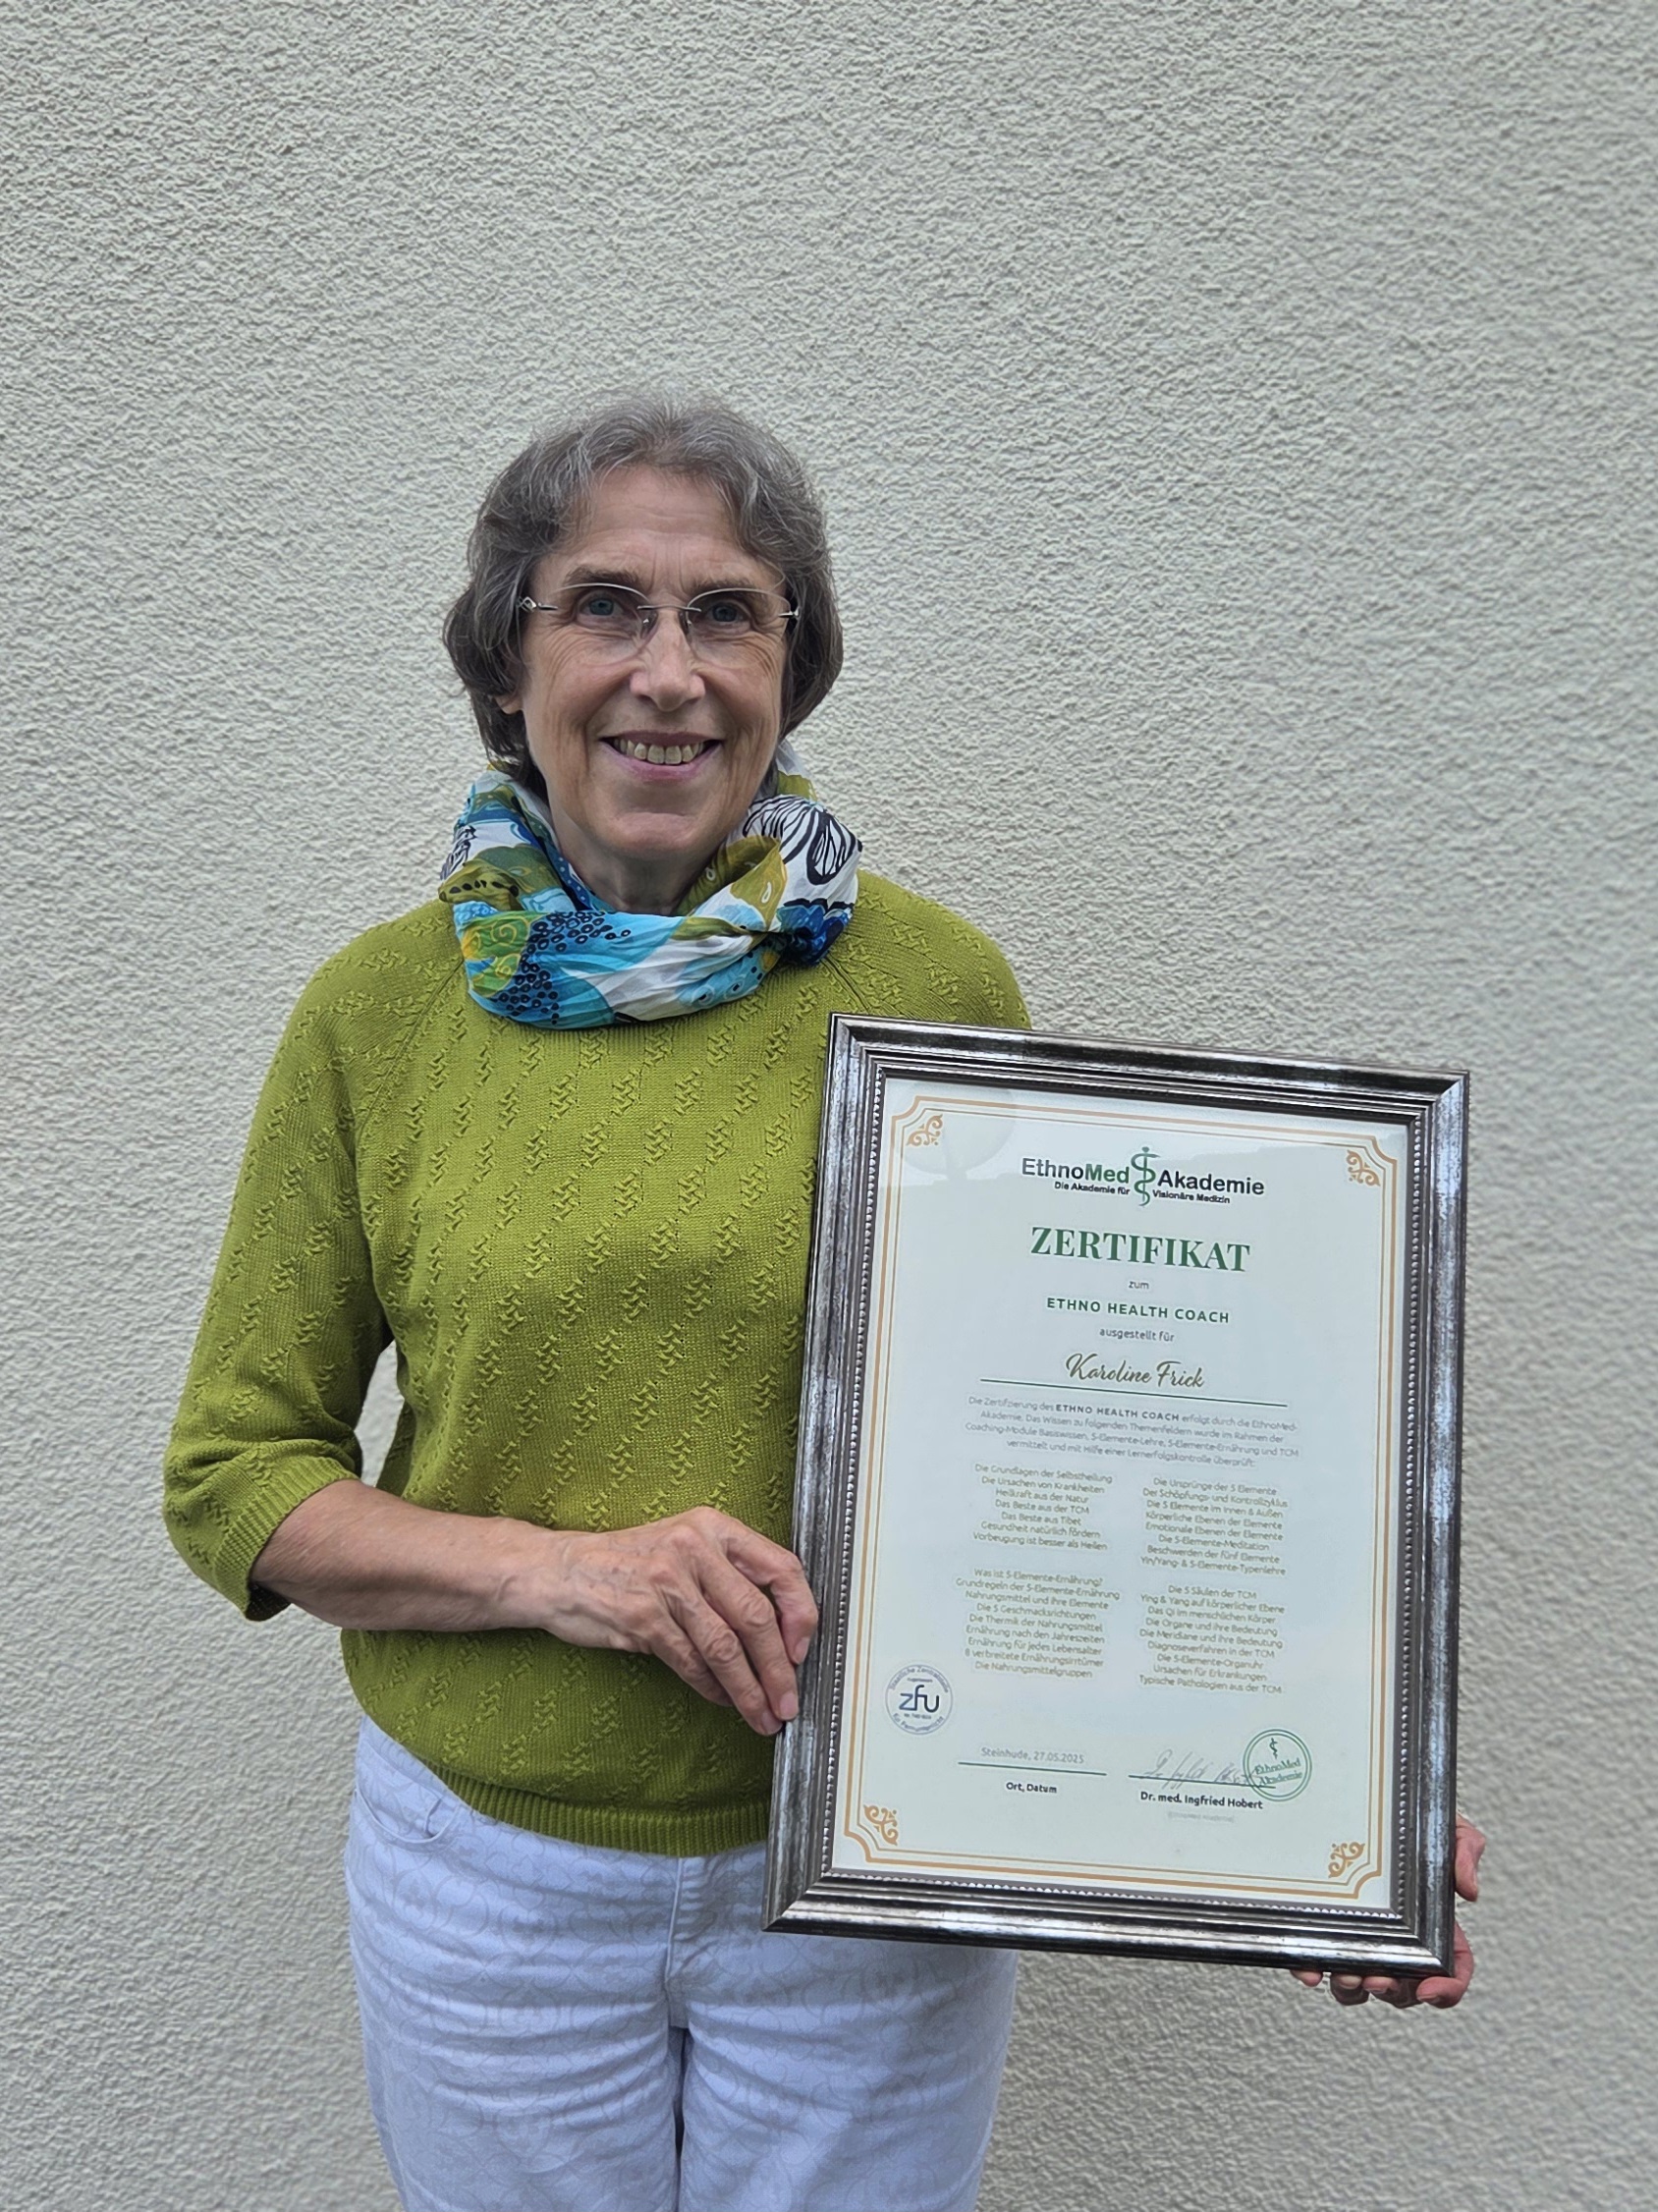 EthnoMed Akademie
Die Akademie für Visionäre Medizin
ZERTIFIKAT
zum
ETHNO HEALTH COACH
ausgestellt für
Karoline Frick
Die Zertifizierung des ETHNO HEALTH COACH erfolgt durch die EthnoMed-
Akademie. Das Wissen zu folgenden Themenfeldern wurde im Rahmen der
Coaching-Module Basiswissen, 5-Elemente-Lehre, 5-Elemente-Ernährung und TCM
vermittelt und mit Hilfe einer Lernerfolgskontrolle überprüft:
Die Grundlagen der Selbstheilung
Die Ursachen von Krankheiten
Heilkraft aus der Natur
Das Beste aus der TCM
Das Beste aus Tibet
Gesundheit natürlich fördern
Vorbeugung ist besser als Heilen
Die Ursprünge der 5 Elemente
Der Schöpfungs- und Kontrollzyklus
Die 5 Elemente im Innen & Außen
Körperliche Ebenen der Elemente
Emotionale Ebenen der Elemente
Die 5-Elemente-Meditation
Beschwerden der fünf Elemente
Yin/Yang- & 5-Elemente-Typenlehre
Was ist 5-Elemente-Ernährung?
Grundregeln der 5-Elemente-Ernährung
Nahrungsmittel und ihre Elemente
Die 5 Geschmacksrichtungen
Die Thermik der Nahrungsmittel
Ernährung nach den Jahreszeiten
Ernährung für jedes Lebensalter
8 verbreitete Ernährungsirrtümer
Die Nahrungsmittelgruppen
Die 5 Säulen der TCM
Ying & Yang auf körperlicher Ebene
Das Qi im menschlichen Körper
Die Organe und ihre Bedeutung
Die Meridiane und ihre Bedeutung
Diagnoseverfahren in der TCM
Die 5-Elemente-Organuhr
Ursachen für Erkrankungen
Typische Pathologien aus der TCM
Staatliche Zentralstelle
zfu
für Fernunterricht
Steinhude, 27.05.2025
Ort, Datum
EthnoMed
Akademie
Dr. med. Ingfried Hobert